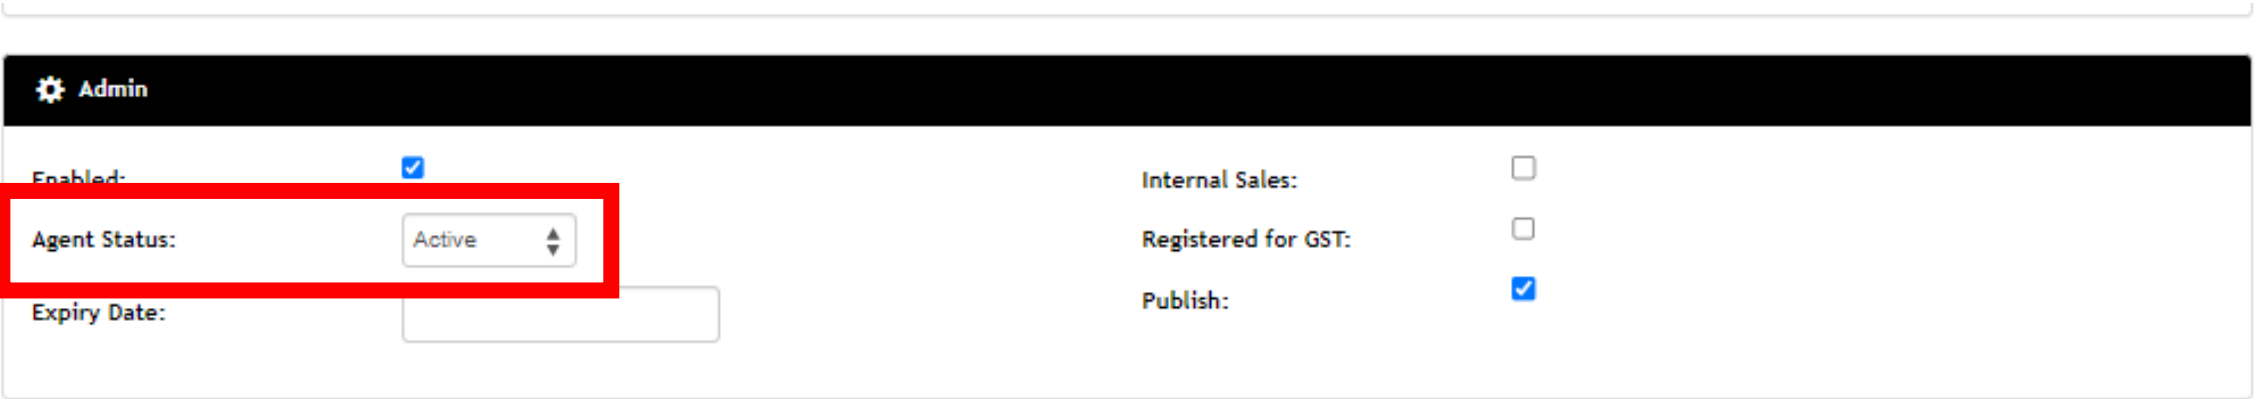 Admin
Enabled:
Agent Status: Active
Expiry Date:
Internal Sales:
Registered for GST:
Publish: